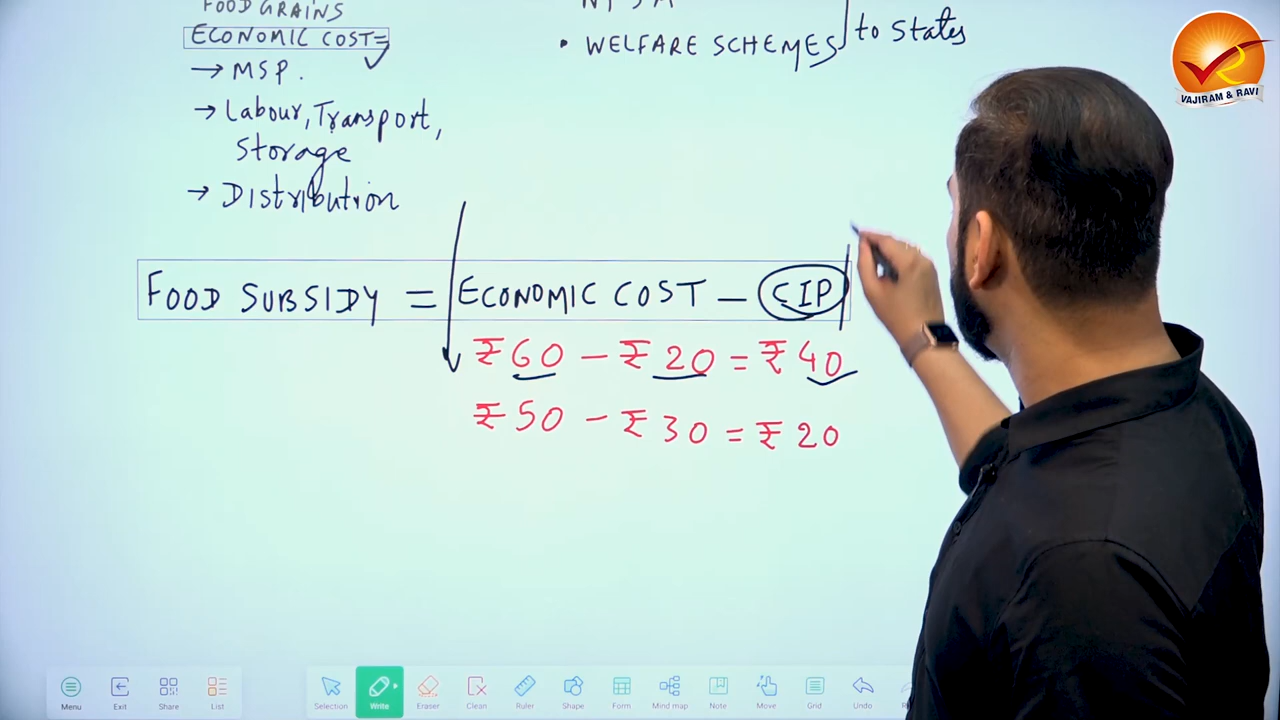 FOOD GRAINS
ECONOMIC COST
→ MSP.
→ Labour, Transport,
Storage
→ Distribution
• WELFARE SCHEMES to States
VAJIRAM & RAVI
FOOD SUBSIDY = ECONOMIC COST – CIP
₹60 – ₹20 = ₹40
₹50 – ₹30 = ₹20
Menu Exit Share List Selection Write Eraser Clean Ruler Shape Form Mind map Note Move Grid Undo